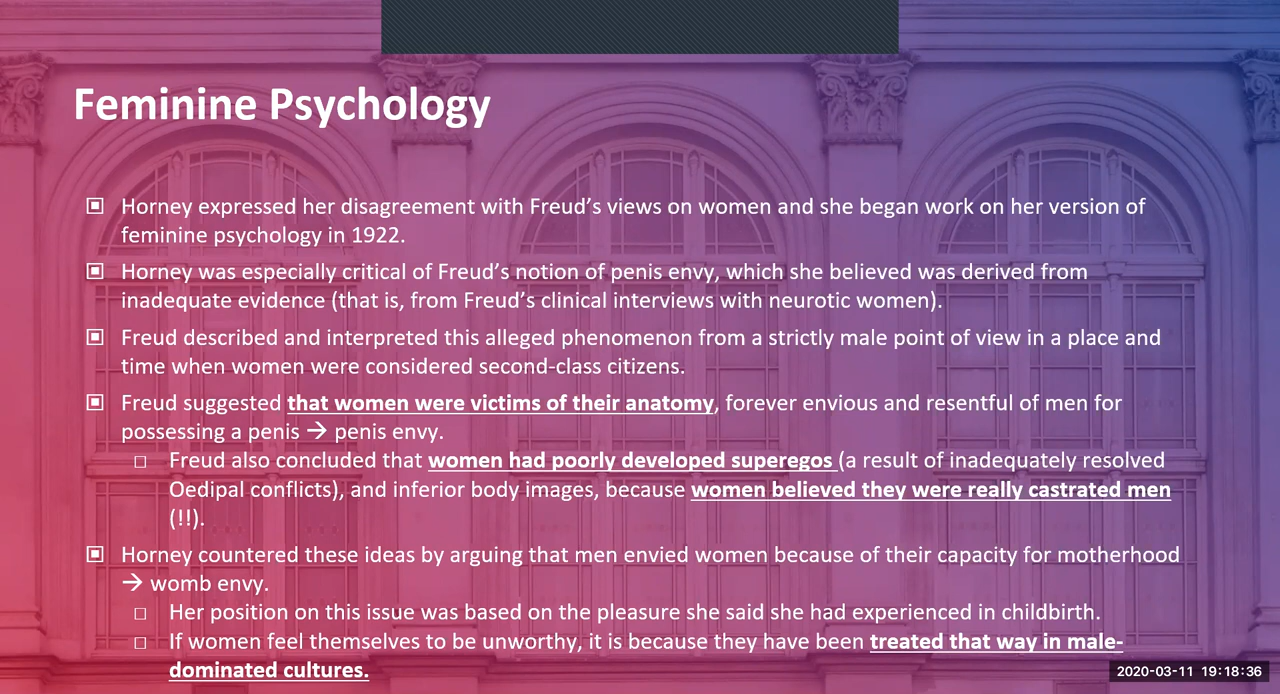 Feminine Psychology
▣ Horney expressed her disagreement with Freud’s views on women and she began work on her version of
feminine psychology in 1922.
▣ Horney was especially critical of Freud’s notion of penis envy, which she believed was derived from
inadequate evidence (that is, from Freud’s clinical interviews with neurotic women).
▣ Freud described and interpreted this alleged phenomenon from a strictly male point of view in a place and
time when women were considered second-class citizens.
▣ Freud suggested that women were victims of their anatomy, forever envious and resentful of men for
possessing a penis → penis envy.
□ Freud also concluded that women had poorly developed superegos (a result of inadequately resolved
Oedipal conflicts), and inferior body images, because women believed they were really castrated men
(!!).
▣ Horney countered these ideas by arguing that men envied women because of their capacity for motherhood
→ womb envy.
□ Her position on this issue was based on the pleasure she said she had experienced in childbirth.
□ If women feel themselves to be unworthy, it is because they have been treated that way in male-
dominated cultures.
2020-03-11 19:18:36